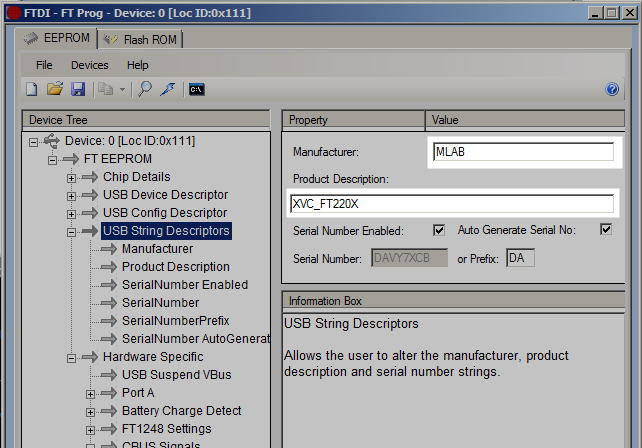 FTDI - FT Prog - Device: 0 [Loc ID:0x111]
EEPROM Flash ROM
File Devices Help
C:\
Device Tree
Device: 0 [Loc ID:0x111]
FT EEPROM
Chip Details
USB Device Descriptor
USB Config Descriptor
USB String Descriptors
Manufacturer
Product Description
SerialNumber Enabled
SerialNumber
SerialNumberPrefix
SerialNumber AutoGenerat
Hardware Specific
USB Suspend VBus
Port A
Battery Charge Detect
FT1248 Settings
CBUS Signals
Property Value
Manufacturer: MLAB
Product Description:
XVC_FT220X
Serial Number Enabled: Auto Generate Serial No:
Serial Number: DAVY7XCB or Prefix: DA
Information Box
USB String Descriptors
Allows the user to alter the manufacturer, product
description and serial number strings.